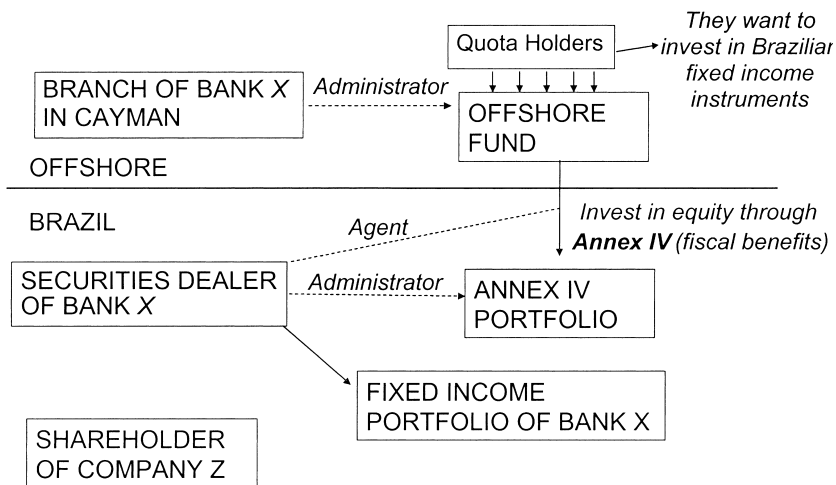 Quota Holders
They want to
invest in Brazilian
fixed income
instruments
BRANCH OF BANK X
IN CAYMAN
Administrator
OFFSHORE
FUND
OFFSHORE
BRAZIL
Agent
Invest in equity through
Annex IV (fiscal benefits)
SECURITIES DEALER
OF BANK X
Administrator
ANNEX IV
PORTFOLIO
FIXED INCOME
PORTFOLIO OF BANK X
SHAREHOLDER
OF COMPANY Z